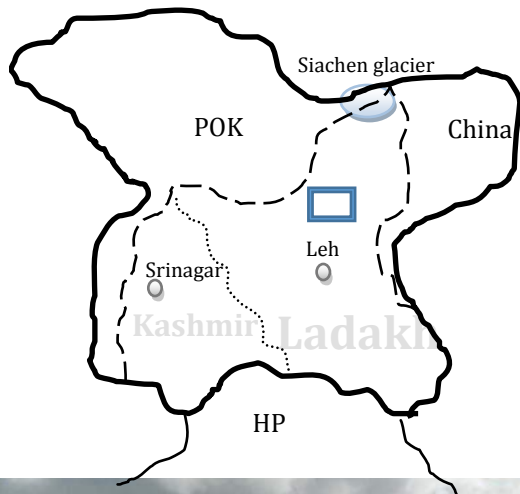 Siachen glacier
POK
China
Leh
Srinagar
Kashmir
Ladakh
HP